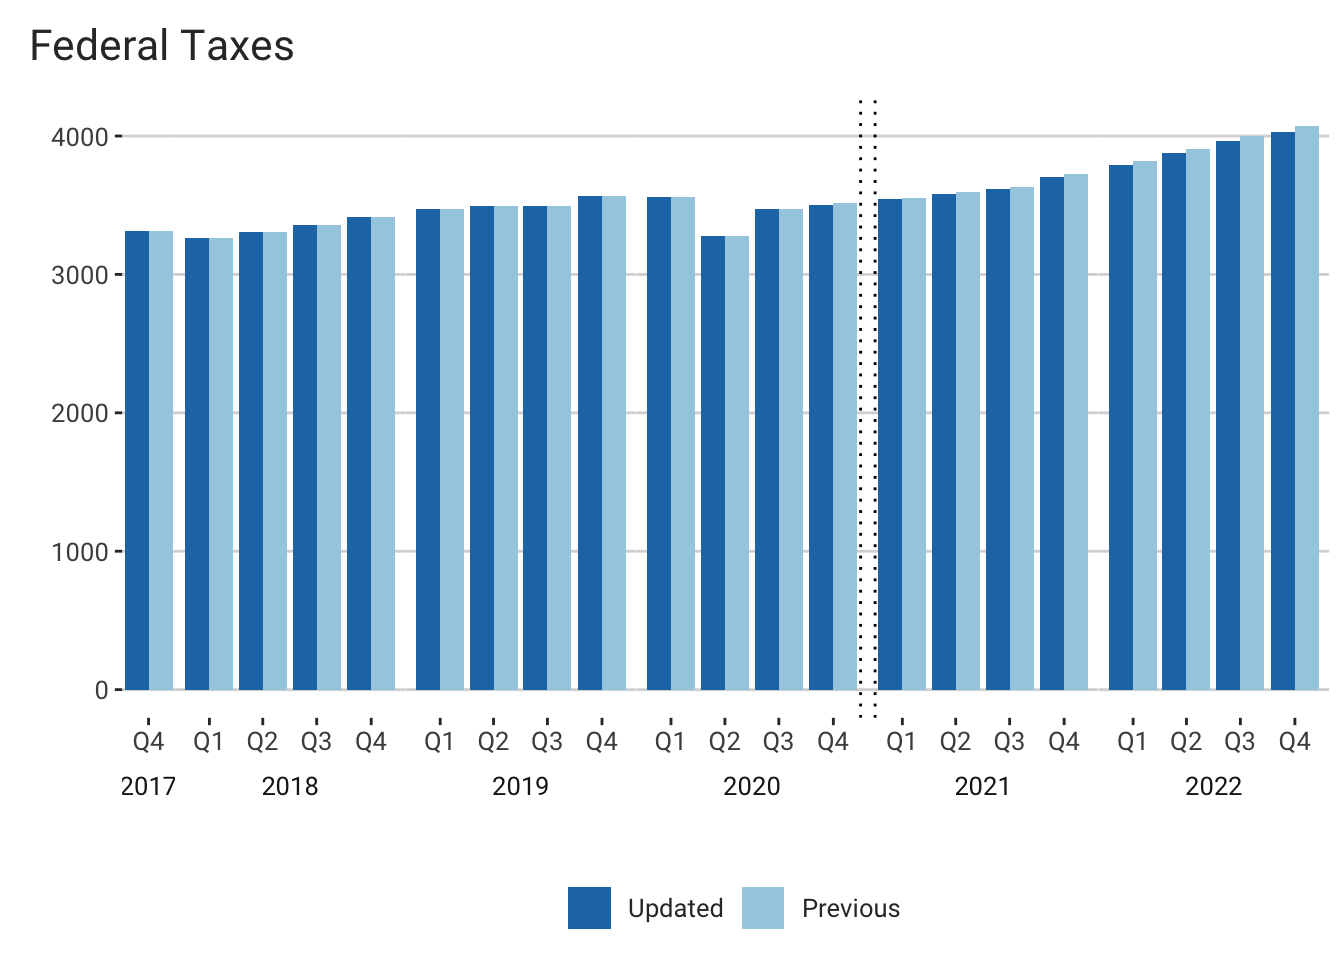 Federal Taxes
4000
3000
2000
1000
0
Q4 Q1 Q2 Q3 Q4 Q1 Q2 Q3 Q4 Q1 Q2 Q3 Q4 Q1 Q2 Q3 Q4 Q1 Q2 Q3 Q4
2017 2018 2019 2020 2021 2022
Updated Previous